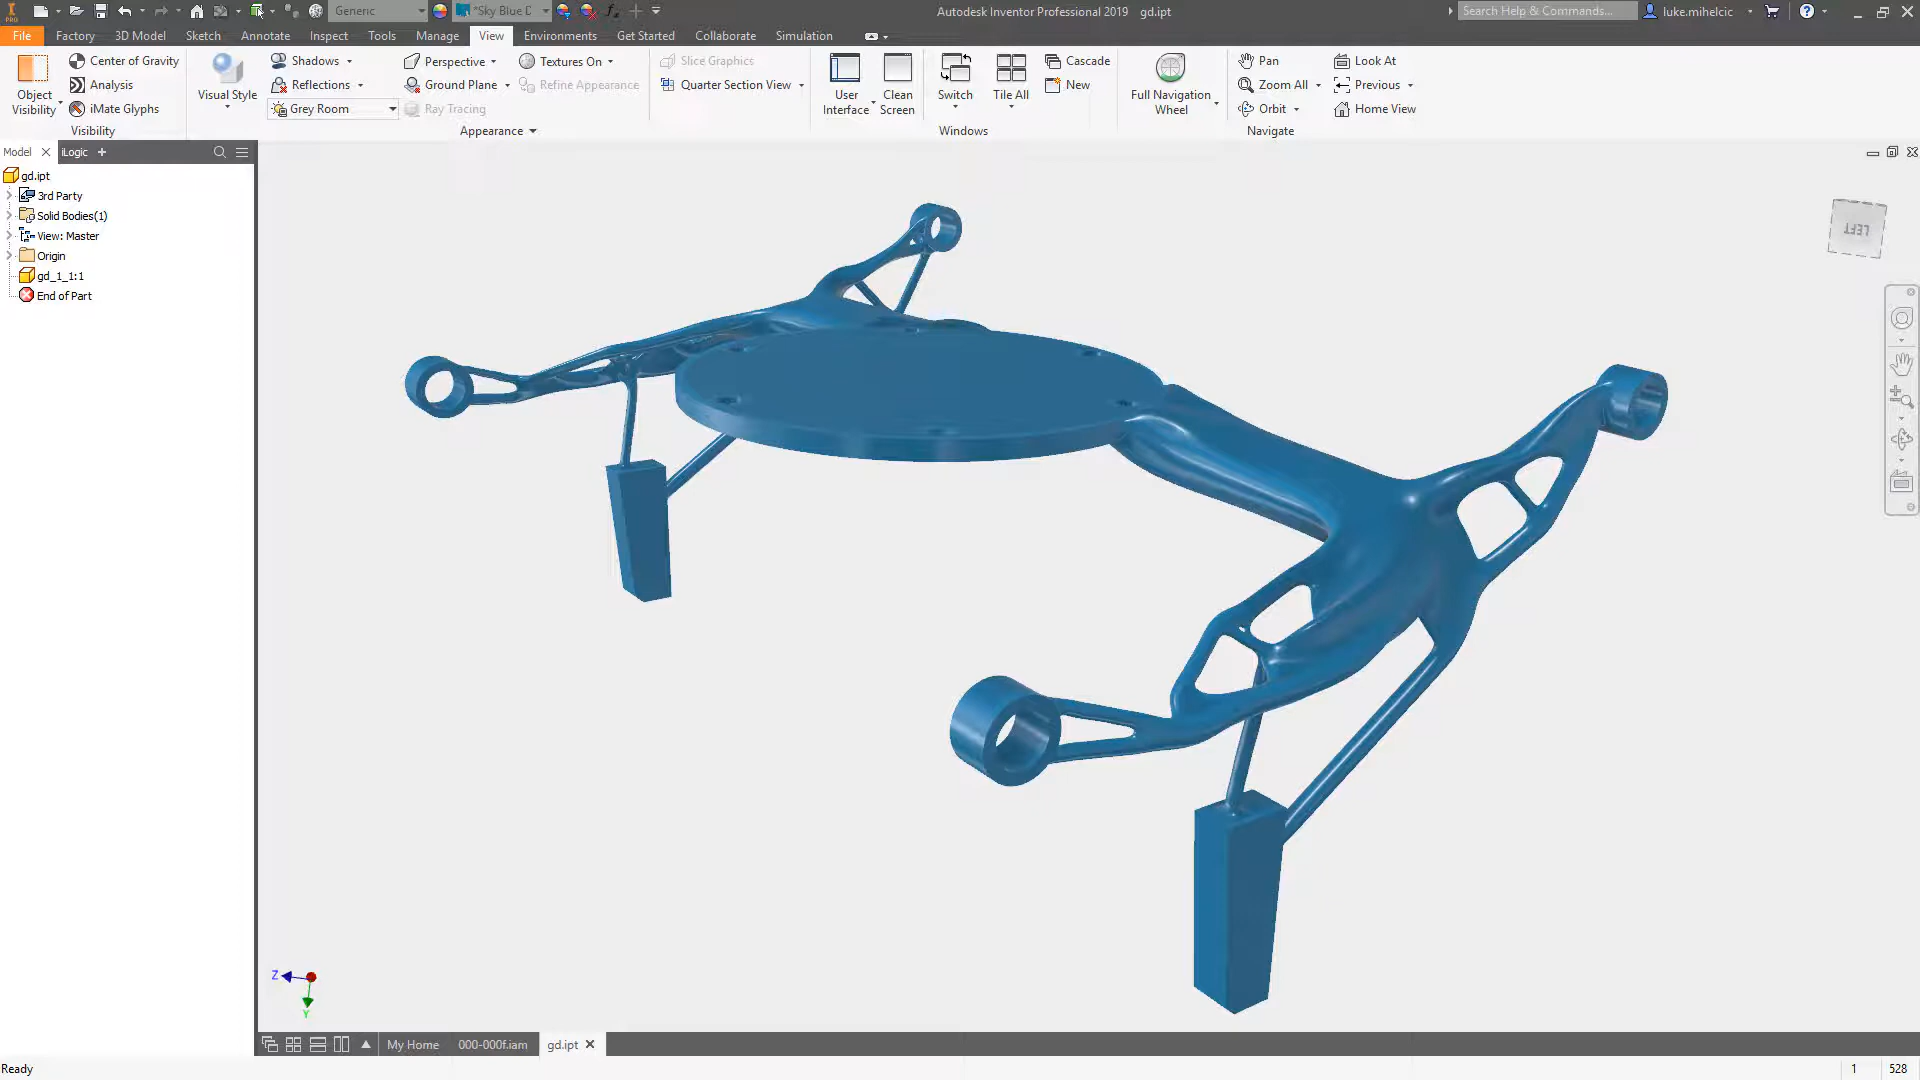 PRO
Generic
*Sky Blue D
Autodesk Inventor Professional 2019 gd.ipt
Search Help & Commands...
luke.mihelcic
File Factory 3D Model Sketch Annotate Inspect Tools Manage View Environments Get Started Collaborate Simulation
Object Visibility
Center of Gravity
Analysis
iMate Glyphs
Visibility
Visual Style
Shadows
Reflections
Grey Room
Perspective
Ground Plane
Ray Tracing
Textures On
Refine Appearance
Appearance
Slice Graphics
Quarter Section View
User Interface
Clean Screen
Switch
Tile All
Cascade
New
Windows
Full Navigation Wheel
Pan
Zoom All
Orbit
Look At
Previous
Home View
Navigate
Model
iLogic
gd.ipt
3rd Party
Solid Bodies(1)
View: Master
Origin
gd_1_1:1
End of Part
LEFT
Z
Y
My Home 000-000f.iam gd.ipt
Ready
1 528